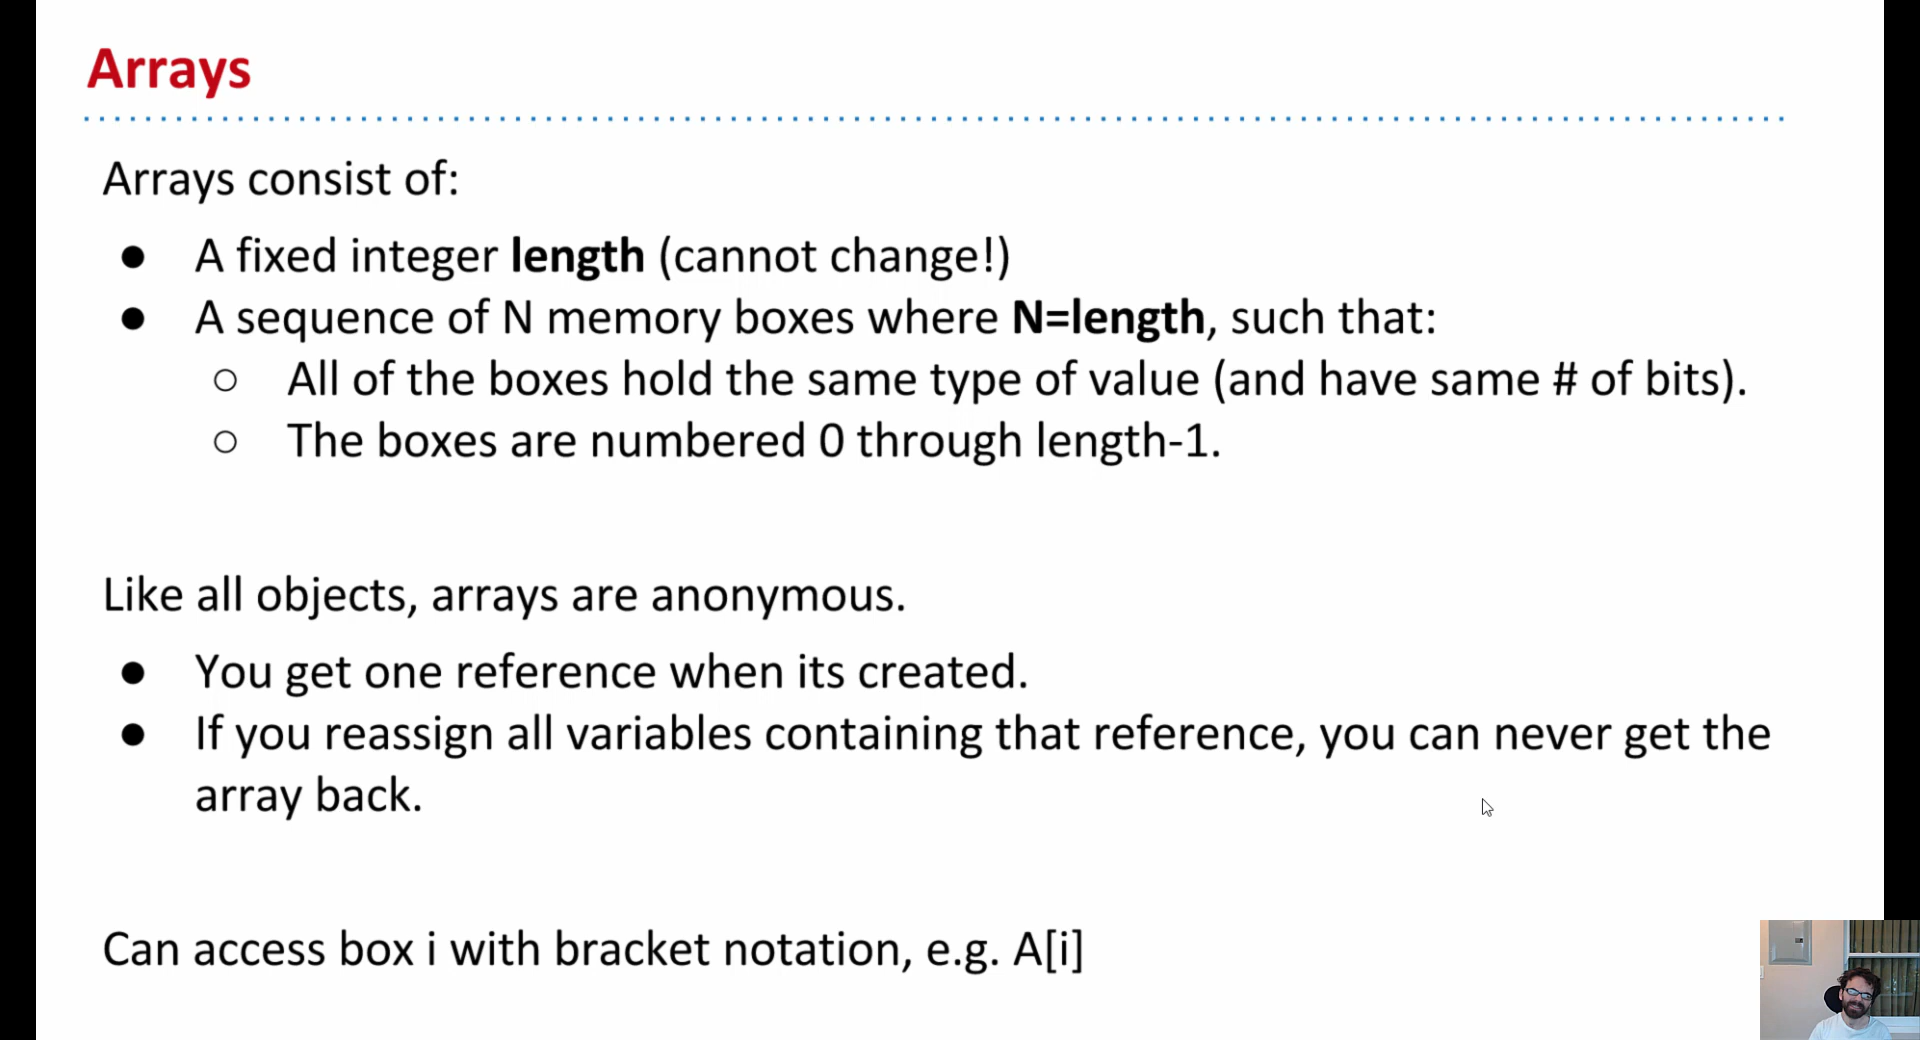 Arrays
Arrays consist of:
● A fixed integer length (cannot change!)
● A sequence of N memory boxes where N=length, such that:
○ All of the boxes hold the same type of value (and have same # of bits).
○ The boxes are numbered 0 through length-1.
Like all objects, arrays are anonymous.
● You get one reference when its created.
● If you reassign all variables containing that reference, you can never get the
array back.
Can access box i with bracket notation, e.g. A[i]